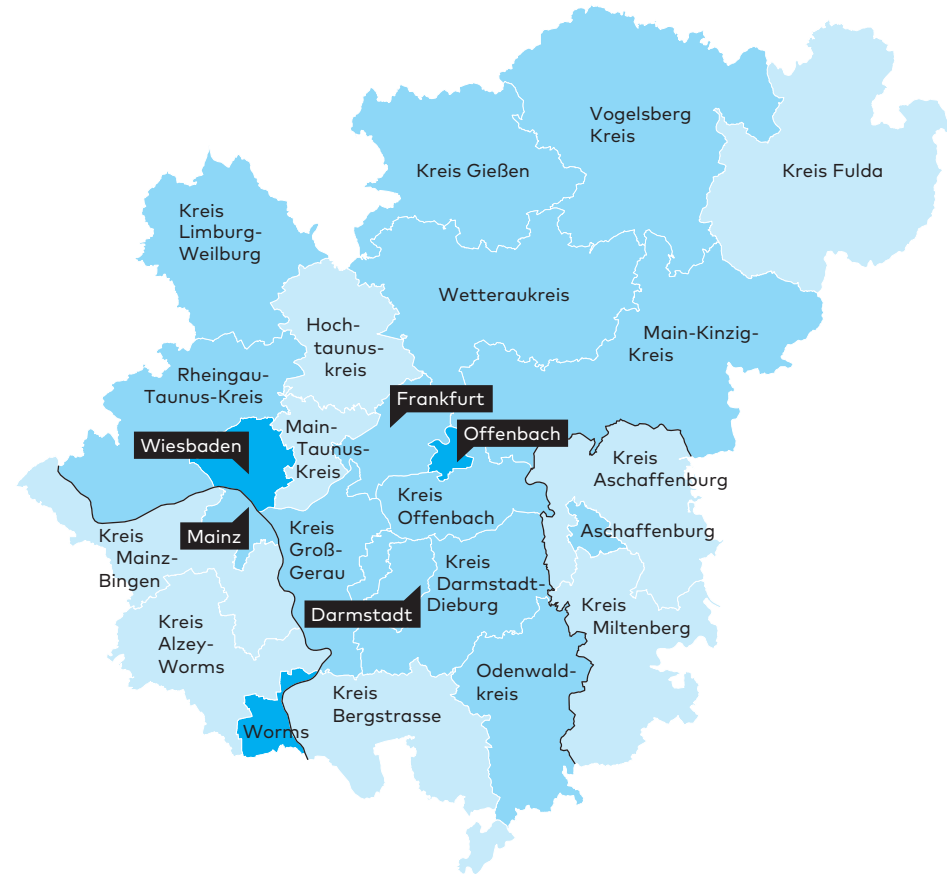 Vogelsberg
Kreis
Kreis Gießen
Kreis Fulda
Kreis
Limburg-
Weilburg
Wetteraukreis
Hoch-
taunus-
kreis
Main-Kinzig-
Kreis
Rheingau-
Taunus-Kreis
Frankfurt
Main-
Taunus-
Kreis
Offenbach
Wiesbaden
Kreis
Aschaffenburg
Kreis
Offenbach
Mainz
Kreis
Mainz-
Bingen
Kreis
Groß-
Gerau
Aschaffenburg
Kreis
Darmstadt-
Dieburg
Darmstadt
Kreis
Miltenberg
Kreis
Alzey-
Worms
Odenwald-
kreis
Kreis
Bergstrasse
Worms